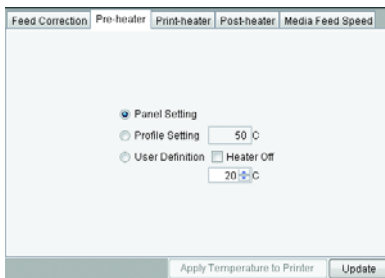 Feed Correction Pre-heater Print-heater Post-heater Media Feed Speed
Panel Setting
Profile Setting 50 C
User Definition Heater Off
20 C
Apply Temperature to Printer Update